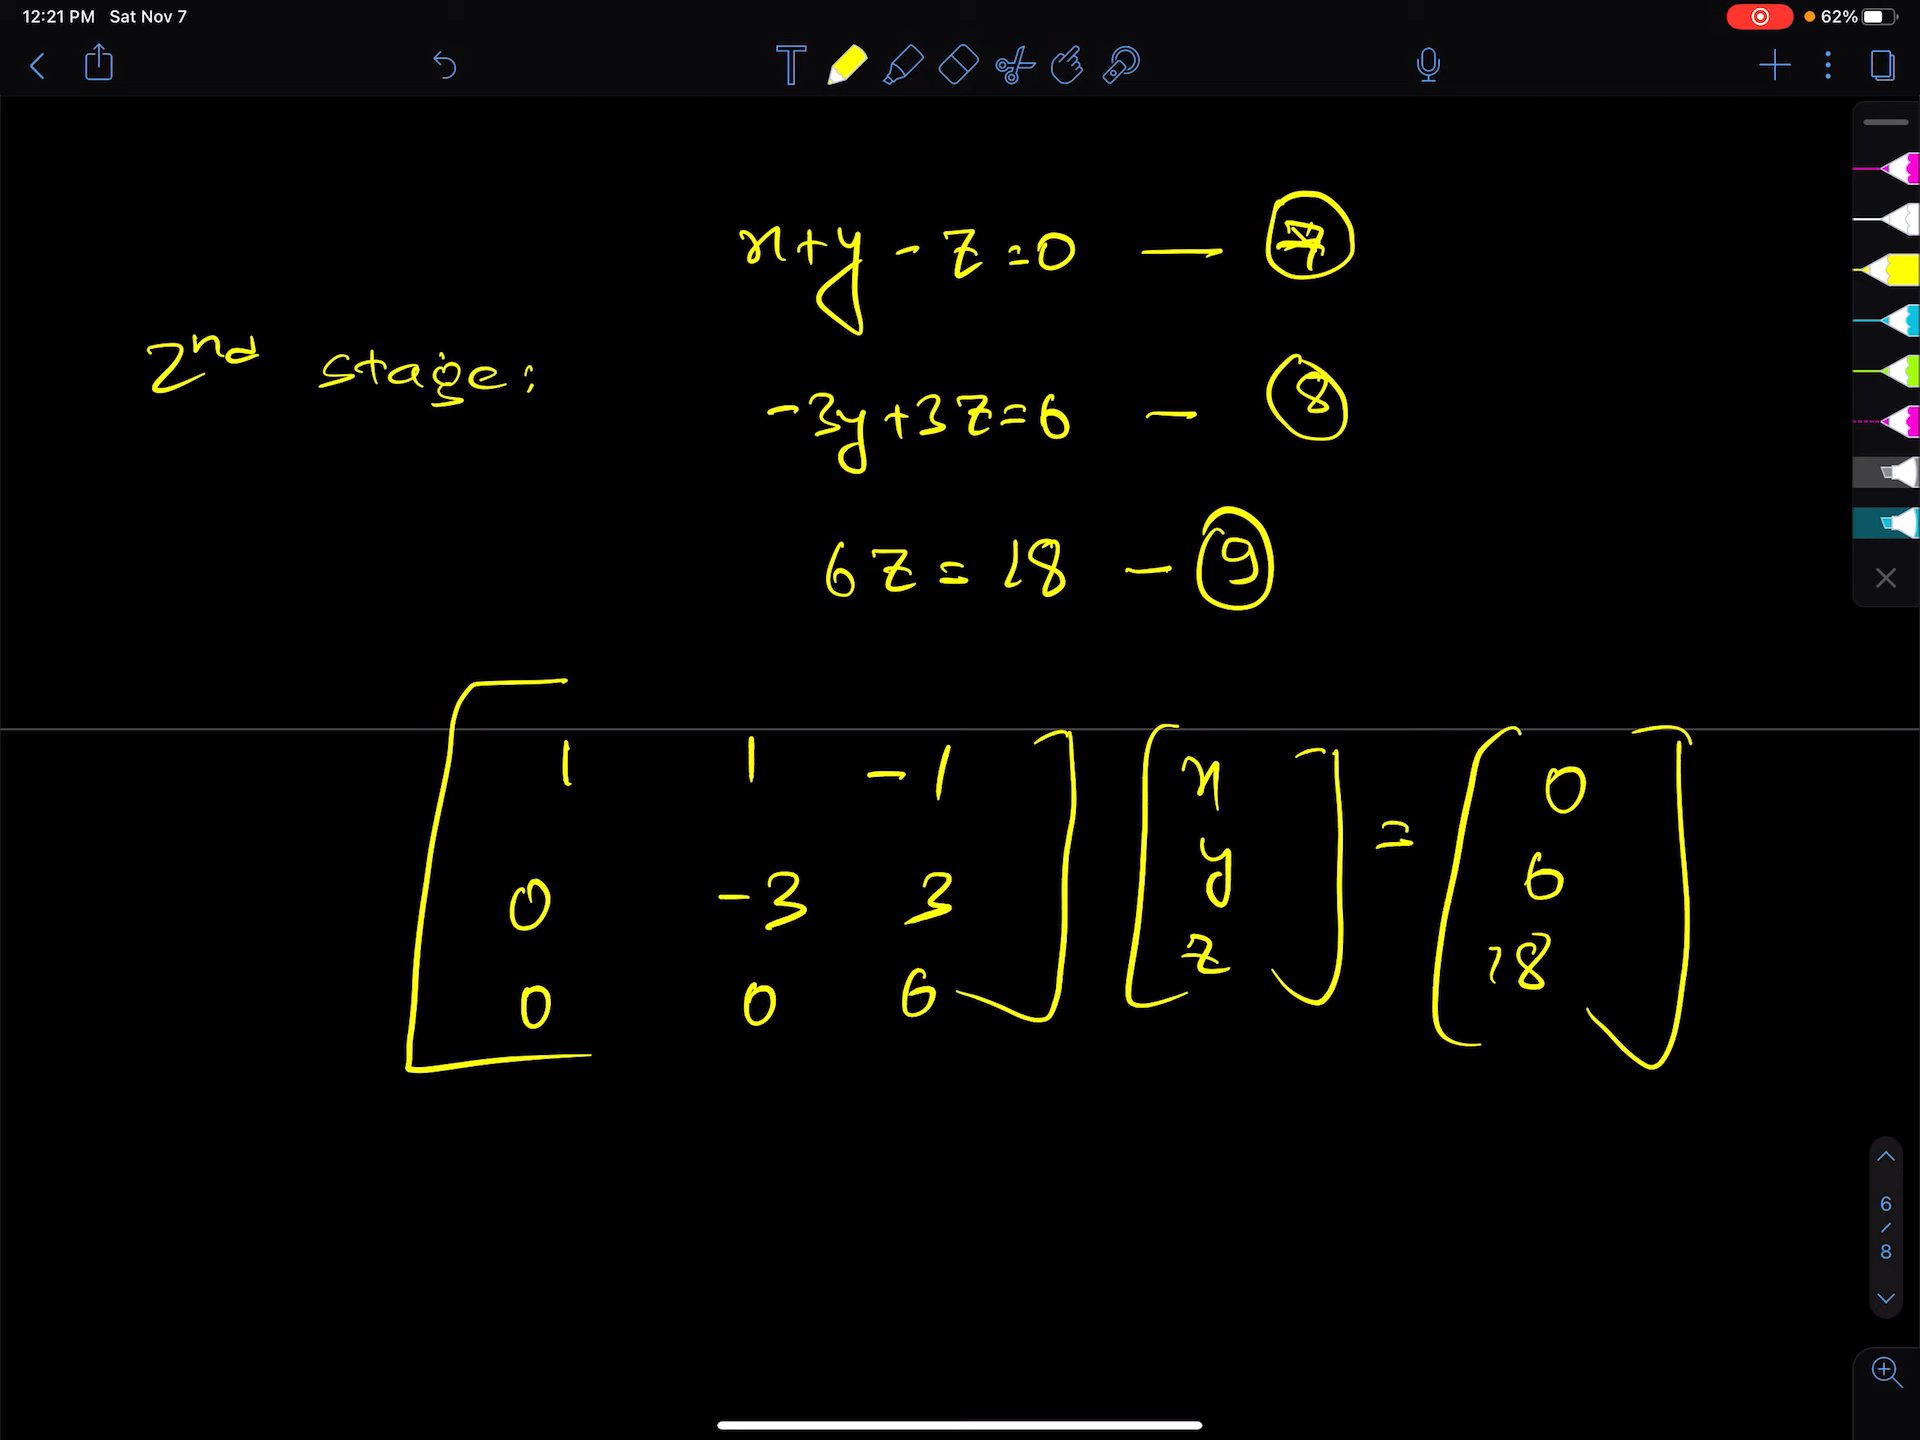 12:21 PM Sat Nov 7
62%
T
x+y-z=0 — 7
2nd stage:
-3y+3z=6 — 8
6z=18 — 9
1 1 -1 x 0
0 -3 3 y = 6
0 0 6 z 18
6
/
8